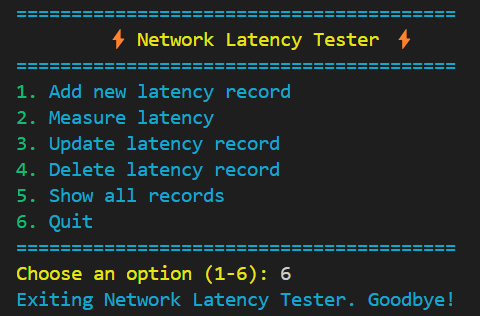 ========================================
⚡ Network Latency Tester ⚡
========================================
1. Add new latency record
2. Measure latency
3. Update latency record
4. Delete latency record
5. Show all records
6. Quit
========================================
Choose an option (1-6): 6
Exiting Network Latency Tester. Goodbye!